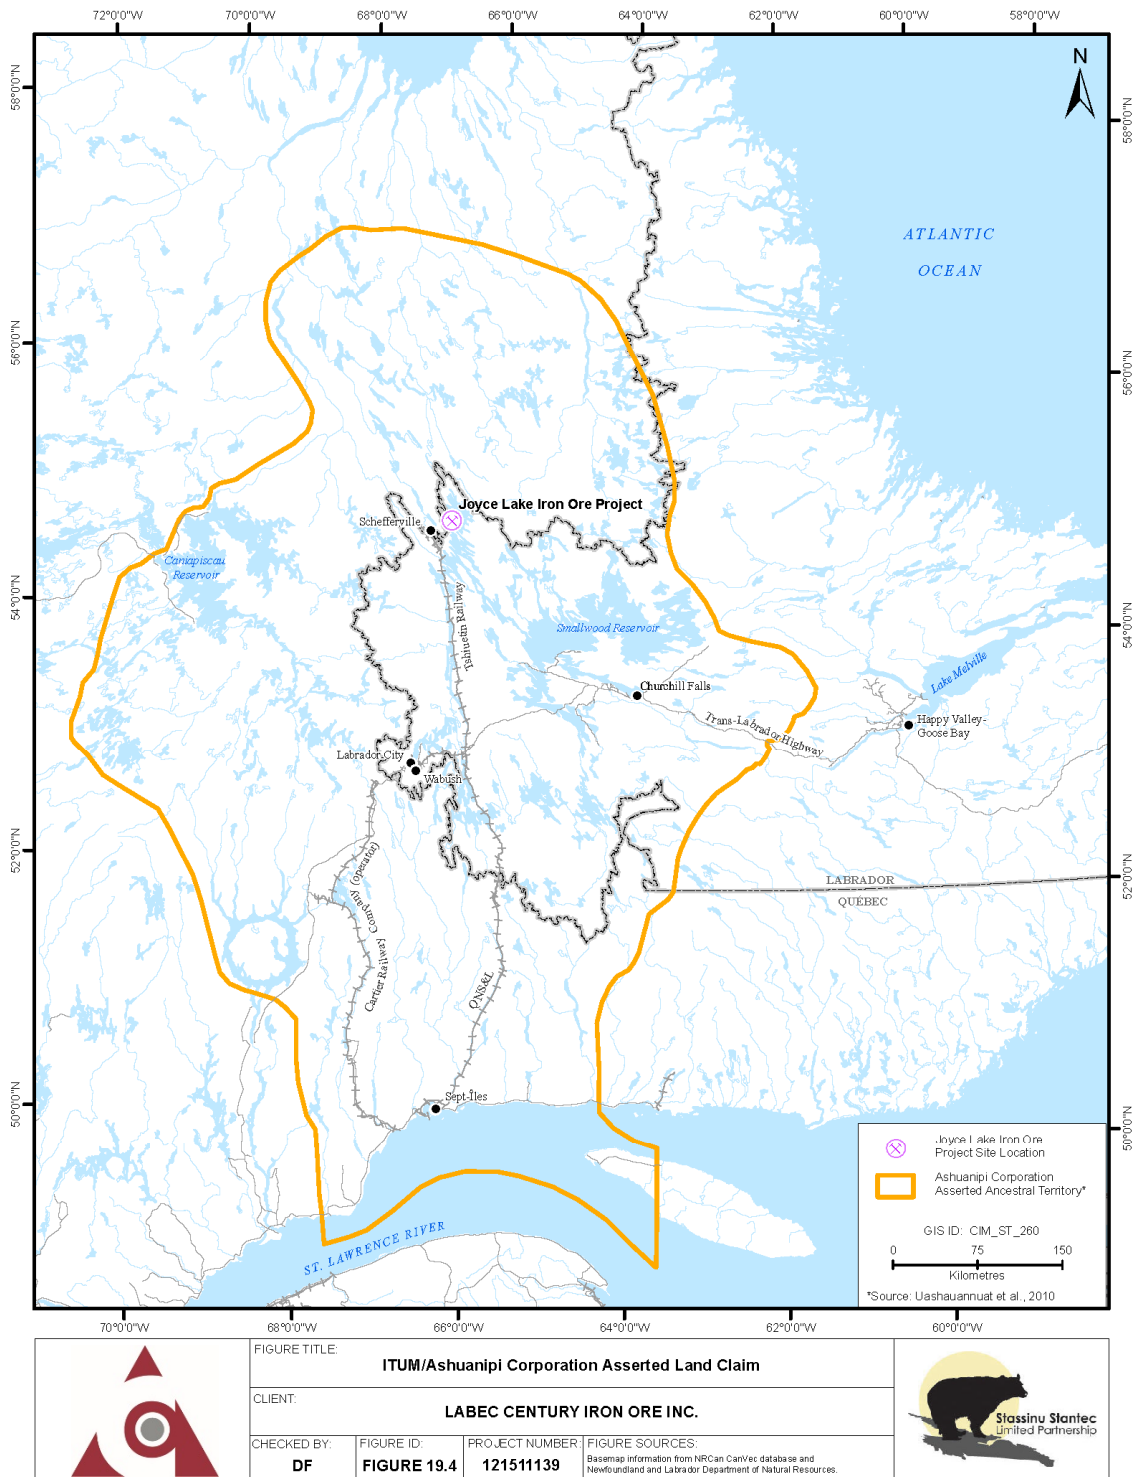 72°0'0"W 70°0'0"W 68°0'0"W 66°0'0"W 64°0'0"W 62°0'0"W 60°0'0"W 58°0'0"W
N
58°0'0"N
58°0'0"N
ATLANTIC
OCEAN
56°0'0"N
56°0'0"N
Joyce Lake Iron Ore Project
Schefferville
Caniapiscau
Reservoir
54°0'0"N
54°0'0"N
Tshiuetin Railway
Smallwood Reservoir
Churchill Falls
Lake Melville
Trans-Labrador Highway
Happy Valley-
Goose Bay
Labrador City
Wabush
52°0'0"N
52°0'0"N
LABRADOR
QUÉBEC
Cartier Railway Company (operator)
QNS&L
Sept-Îles
50°0'0"N
50°0'0"N
ST. LAWRENCE RIVER
Joyce Lake Iron Ore
Project Site Location
Ashuanipi Corporation
Asserted Ancestral Territory*
GIS ID: CIM_ST_260
0 75 150
Kilometres
*Source: Uashauannuat et al., 2010
70°0'0"W 68°0'0"W 66°0'0"W 64°0'0"W 62°0'0"W 60°0'0"W
FIGURE TITLE:
ITUM/Ashuanipi Corporation Asserted Land Claim
CLIENT:
LABEC CENTURY IRON ORE INC.
CHECKED BY:
DF
FIGURE ID:
FIGURE 19.4
PROJECT NUMBER:
121511139
FIGURE SOURCES:
Basemap information from NRCan CanVec database and
Newfoundland and Labrador Department of Natural Resources.
Stassinu Stantec
Limited Partnership